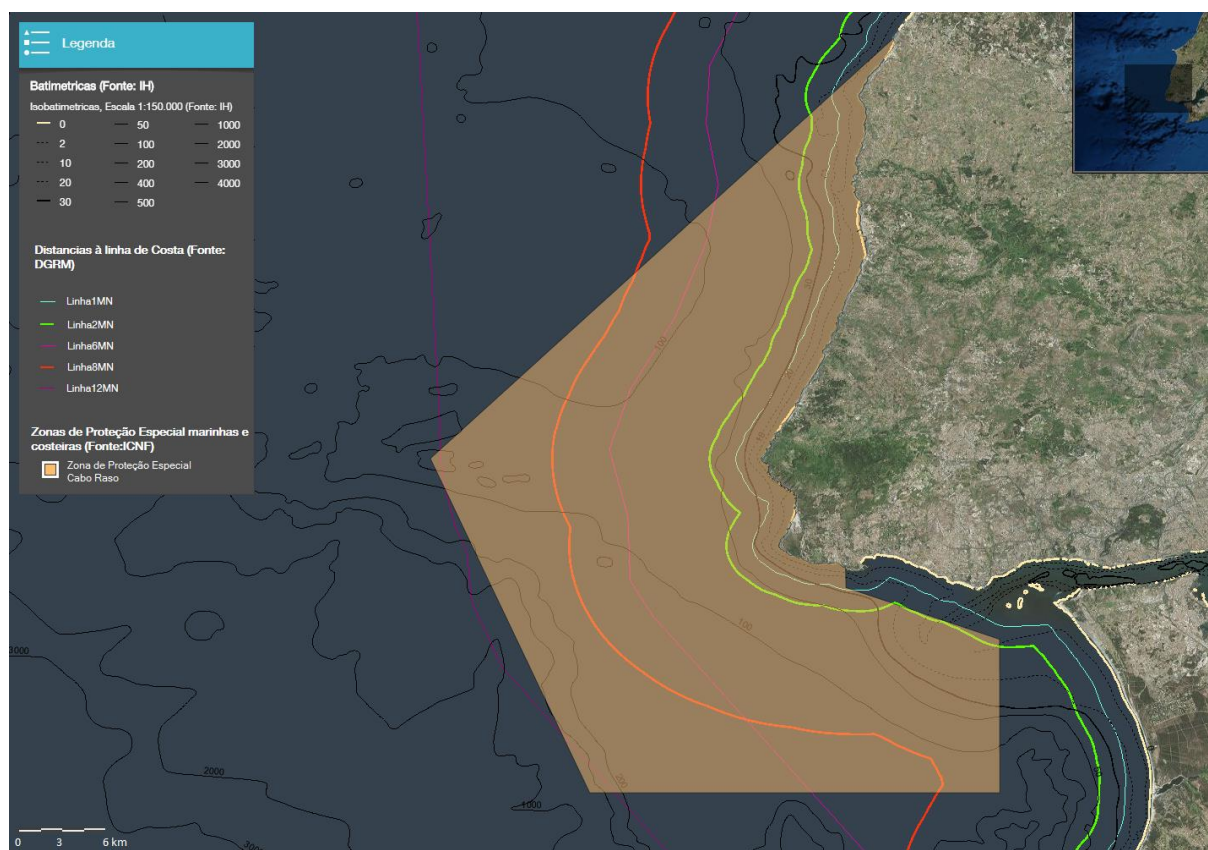 Legenda
Batimetricas (Fonte: IH)
Isobatimetricas, Escala 1:150.000 (Fonte: IH)
0 50 1000
2 100 2000
10 200 3000
20 400 4000
30 500
Distancias à linha de Costa (Fonte:
DGRM)
Linha1MN
Linha2MN
Linha6MN
Linha8MN
Linha12MN
Zonas de Proteção Especial marinhas e
costeiras (Fonte:ICNF)
Zona de Proteção Especial
Cabo Raso
100
100
200
3000
2000
1000
0 3 6 km